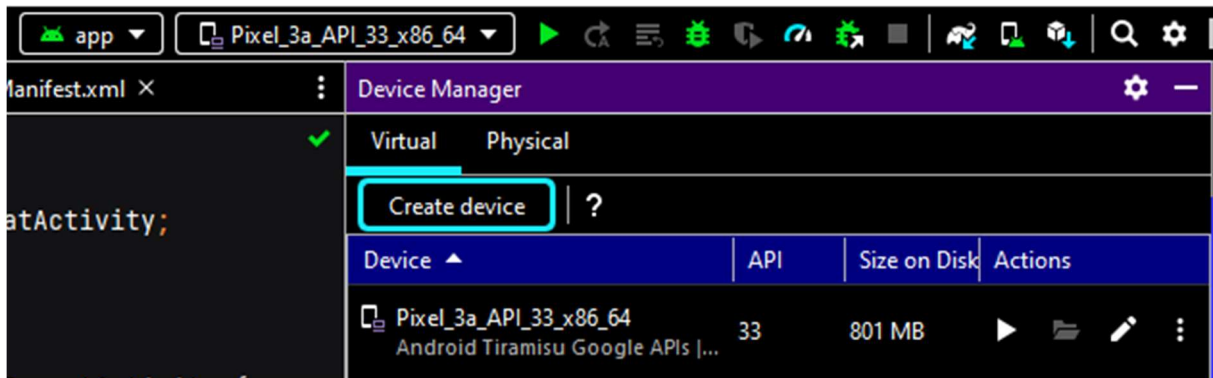 app Pixel_3a_API_33_x86_64
Manifest.xml
Device Manager
Virtual Physical
Create device ?
atActivity;
Device API Size on Disk Actions
Pixel_3a_API_33_x86_64 33 801 MB
Android Tiramisu Google APIs |...